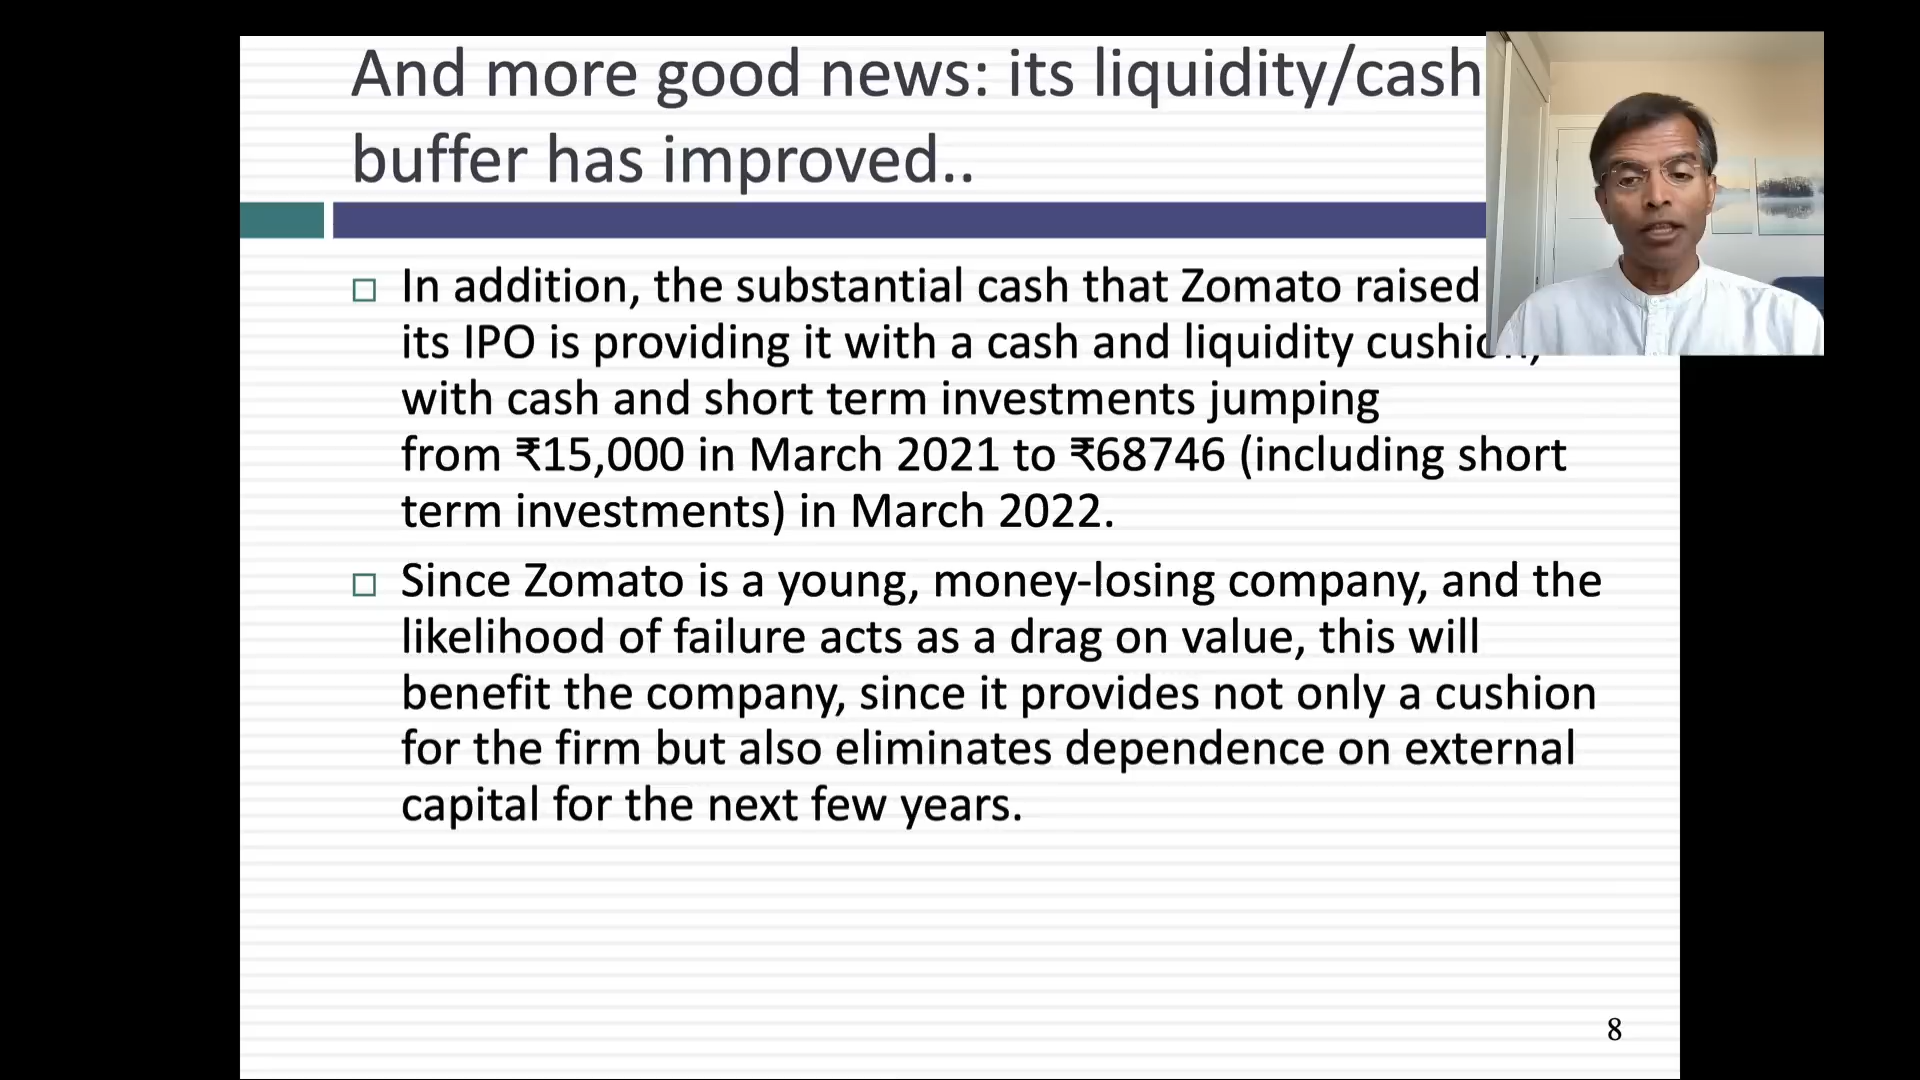 And more good news: its liquidity/cash
buffer has improved..
In addition, the substantial cash that Zomato raised
its IPO is providing it with a cash and liquidity
with cash and short term investments jumping
from ₹15,000 in March 2021 to ₹68746 (including short
term investments) in March 2022.
Since Zomato is a young, money-losing company, and the
likelihood of failure acts as a drag on value, this will
benefit the company, since it provides not only a cushion
for the firm but also eliminates dependence on external
capital for the next few years.
8